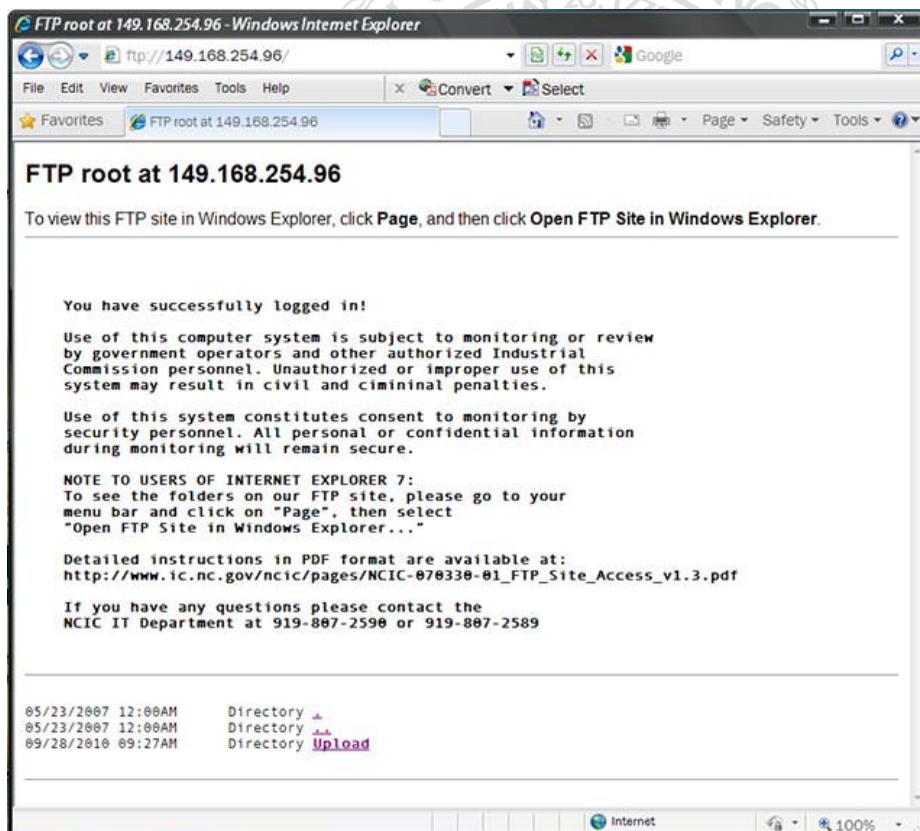 FTP root at 149.168.254.96 - Windows Internet Explorer
ftp://149.168.254.96/
Google
File Edit View Favorites Tools Help
x Convert Select
Favorites
FTP root at 149.168.254.96
Page Safety Tools
FTP root at 149.168.254.96
To view this FTP site in Windows Explorer, click Page, and then click Open FTP Site in Windows Explorer.
You have successfully logged in!
Use of this computer system is subject to monitoring or review
by government operators and other authorized Industrial
Commission personnel. Unauthorized or improper use of this
system may result in civil and cimininal penalties.
Use of this system constitutes consent to monitoring by
security personnel. All personal or confidential information
during monitoring will remain secure.
NOTE TO USERS OF INTERNET EXPLORER 7:
To see the folders on our FTP site, please go to your
menu bar and click on "Page", then select
"Open FTP Site in Windows Explorer..."
Detailed instructions in PDF format are available at:
http://www.ic.nc.gov/ncic/pages/NCIC-070330-01_FTP_Site_Access_v1.3.pdf
If you have any questions please contact the
NCIC IT Department at 919-807-2590 or 919-807-2589
05/23/2007 12:00AM Directory .
05/23/2007 12:00AM Directory ..
09/28/2010 09:27AM Directory Upload
Internet
100%